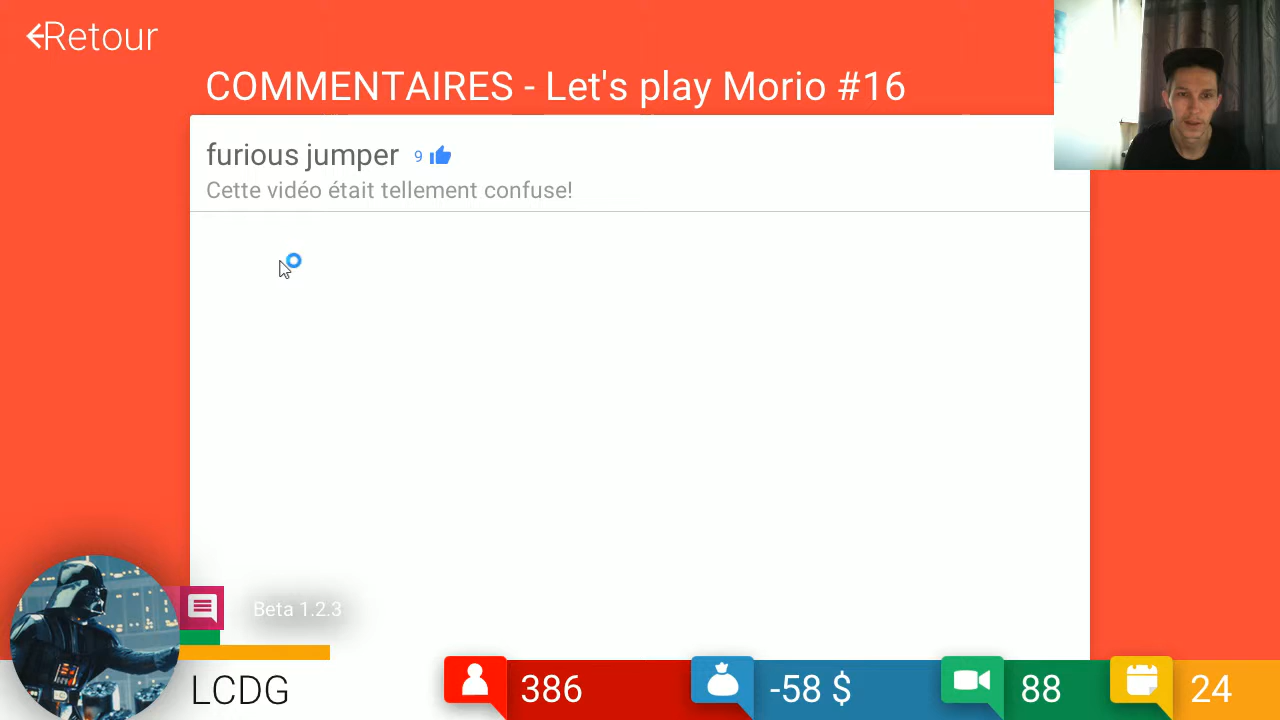 Retour
COMMENTAIRES - Let's play Morio #16
furious jumper 9
Cette vidéo était tellement confuse!
Beta 1.2.3
LCDG
386
-58 $
88
24